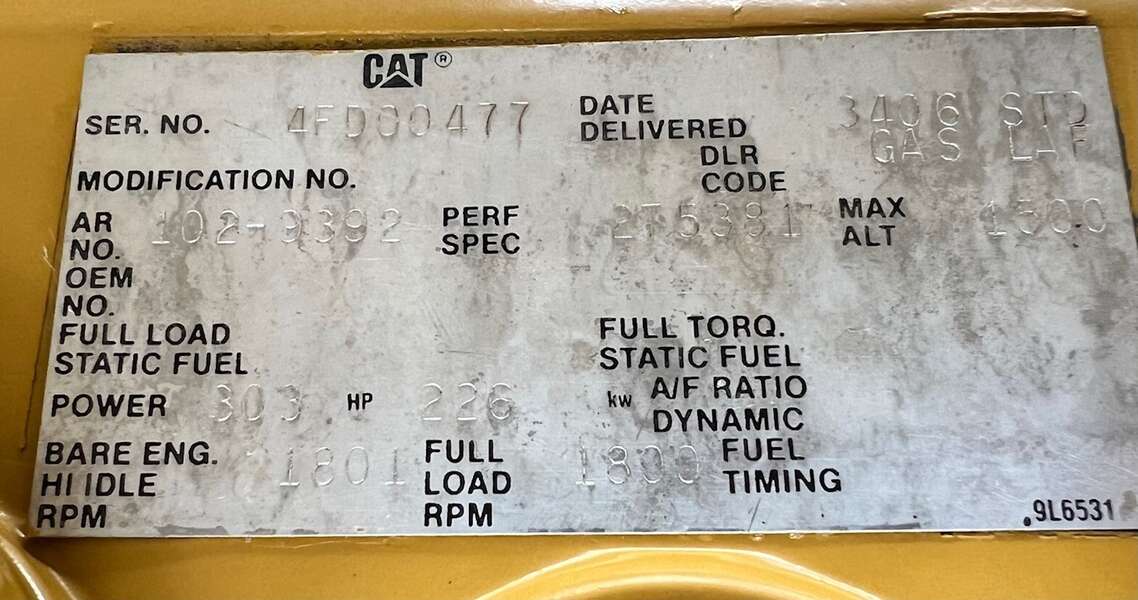 CAT®
SER. NO. 4FD00477 DATE DELIVERED 3406 STD
DLR CODE GAS LAF
MODIFICATION NO.
AR NO. 102-9392 PERF SPEC 2T5391 MAX ALT 1500
OEM NO.
FULL LOAD STATIC FUEL FULL TORQ. STATIC FUEL
POWER 303 HP 226 kw A/F RATIO DYNAMIC
BARE ENG. HI IDLE RPM 1801 FULL LOAD RPM 1800 FUEL TIMING
9L6531